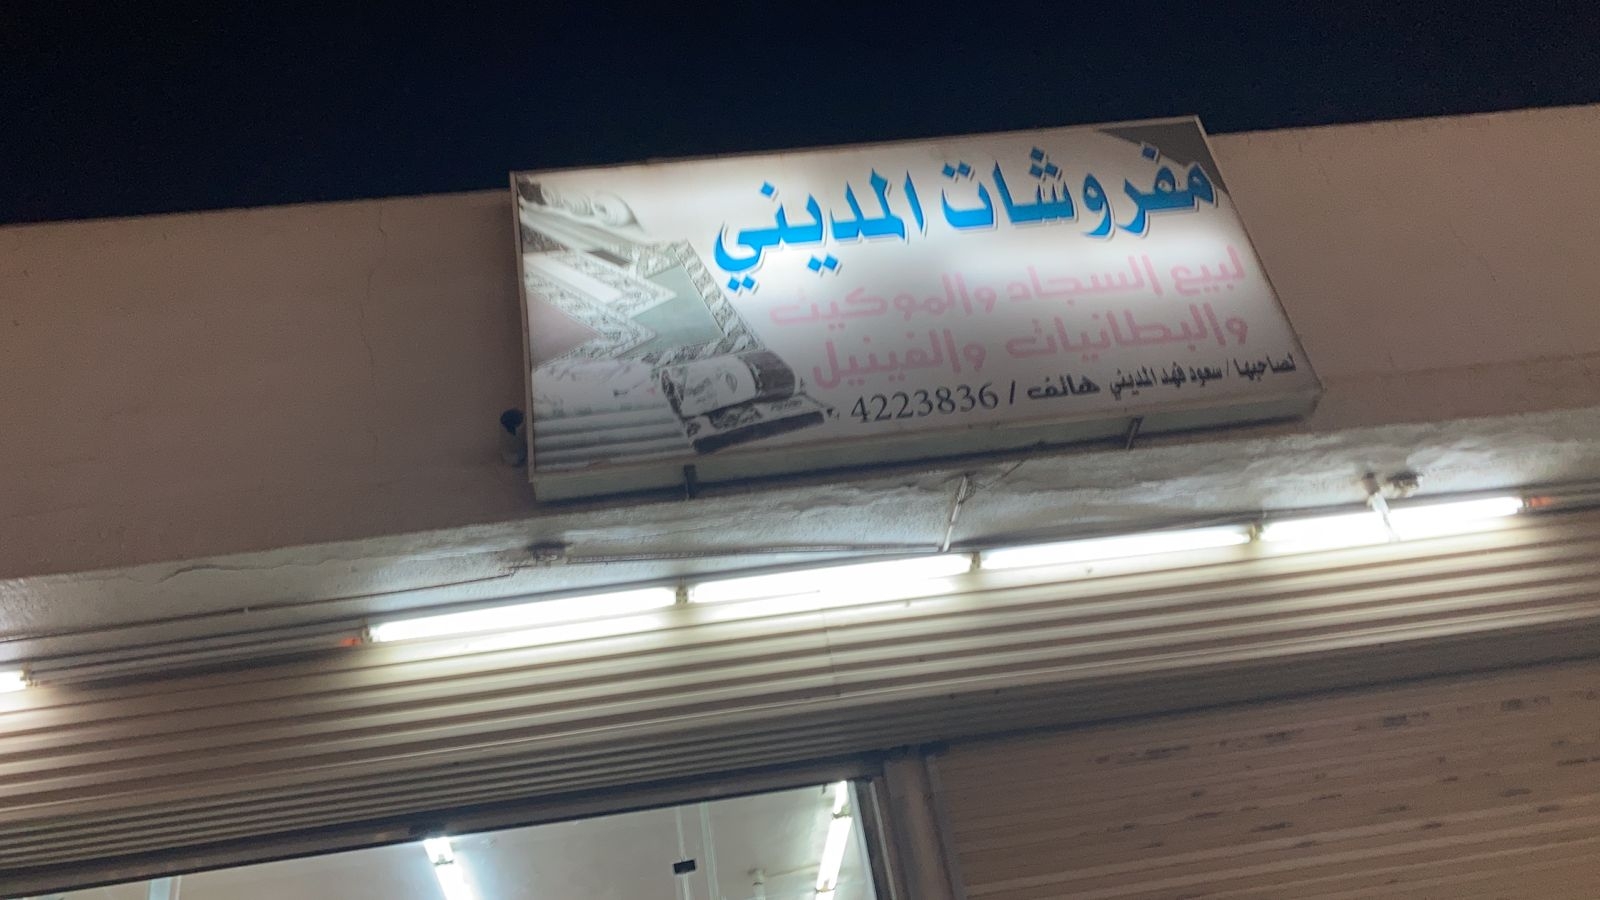 مفروشات المديني
لبيع السجاد والموكيت
والبطانيات والفينيل
لصاحبها / سعود فهد المديني هاتف / 4223836